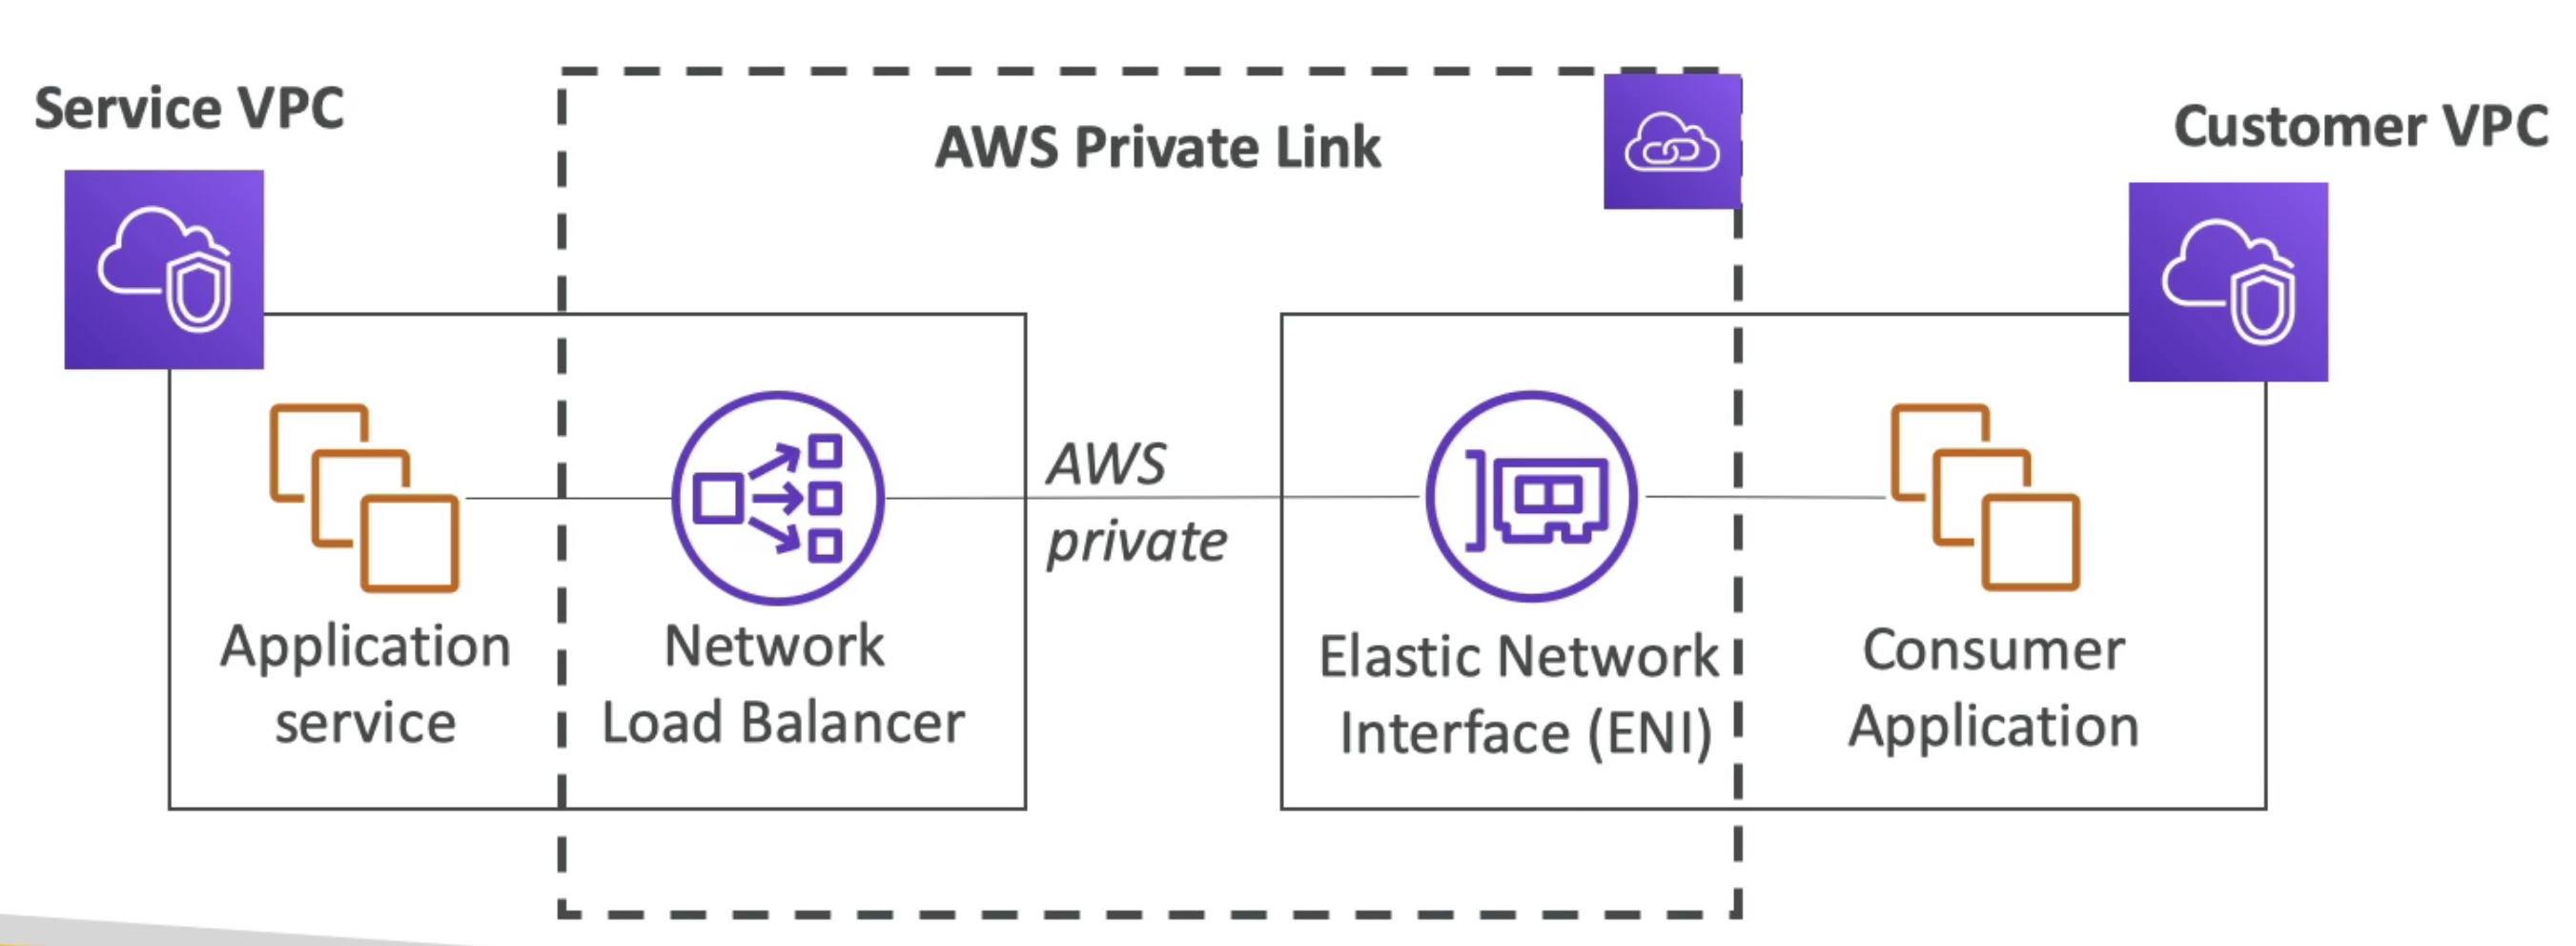 Service VPC
AWS Private Link
Customer VPC
Application
service
Network
Load Balancer
AWS
private
Elastic Network
Interface (ENI)
Consumer
Application